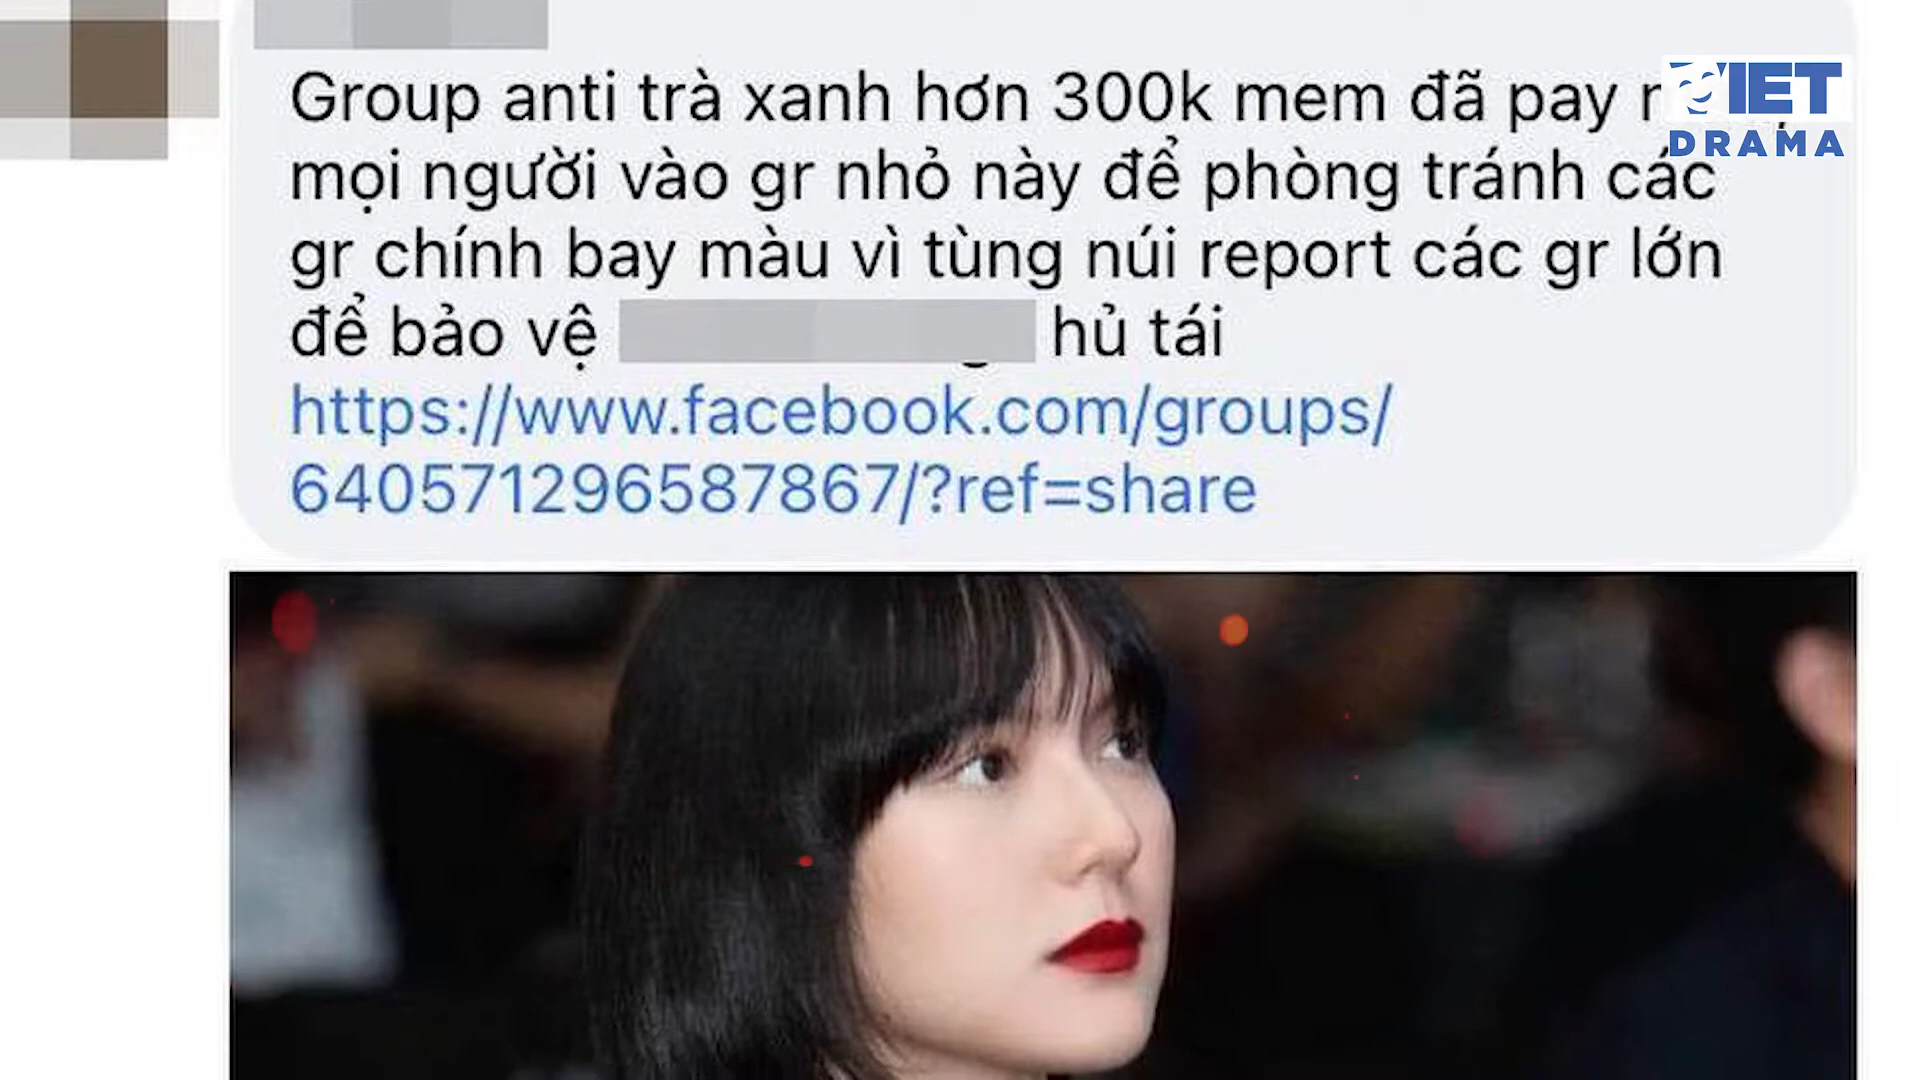 Group anti trà xanh hơn 300k mem đã pay
VIET
DRAMA
mọi người vào gr nhỏ này để phòng tránh các
gr chính bay màu vì tùng núi report các gr lớn
để bảo vệ hủ tái
https://www.facebook.com/groups/
640571296587867/?ref=share